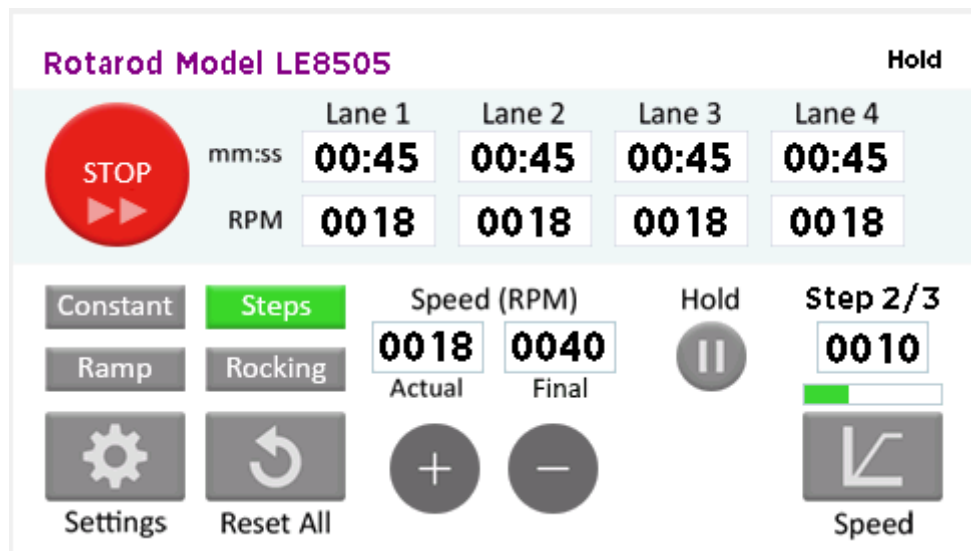 Rotarod Model LE8505 Hold
Lane 1 Lane 2 Lane 3 Lane 4
STOP mm:ss 00:45 00:45 00:45 00:45
RPM 0018 0018 0018 0018
Constant Steps Speed (RPM) Hold Step 2/3
0018 0040 0010
Ramp Rocking Actual Final
+ −
Settings Reset All Speed